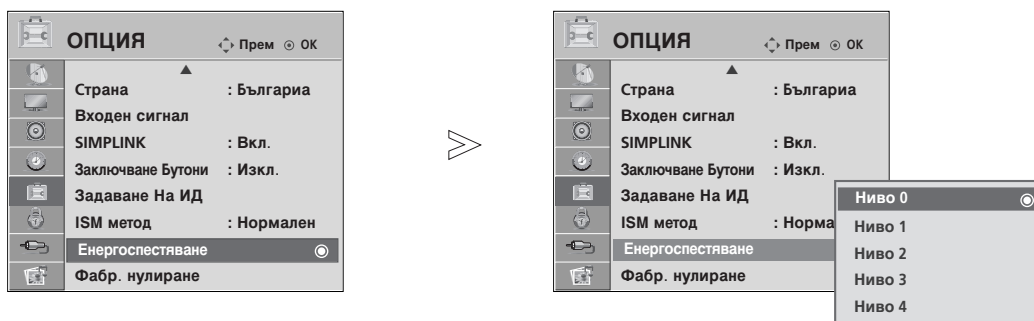 ОПЦИЯ Прем ОК
Страна : Българиа
Входен сигнал
SIMPLINK : Вкл.
Заключване Бутони : Изкл.
Задаване На ИД
ISM метод : Нормален
Енергоспестяване
Фабр. нулиране
ОПЦИЯ Прем ОК
Страна : Българиа
Входен сигнал
SIMPLINK : Вкл.
Заключване Бутони : Изкл.
Задаване На ИД
ISM метод : Норма
Енергоспестяване
Фабр. нулиране
Ниво 0
Ниво 1
Ниво 2
Ниво 3
Ниво 4